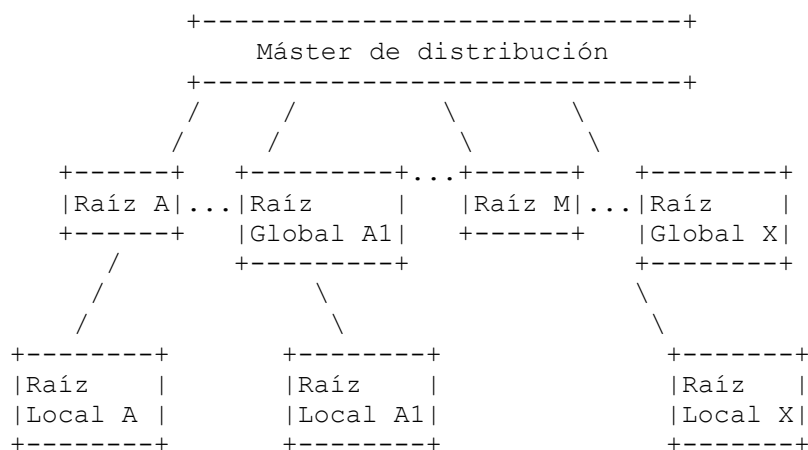 +------------------------------+
Máster de distribución
+------------------------------+
/ / \ \
/ / \ \
+------+ +---------+...+------+ +--------+
|Raíz A|...|Raíz | |Raíz M|...|Raíz |
+------+ |Global A1| +------+ |Global X|
/ +---------+ +--------+
/ \ \
/ \ \
+--------+ +--------+ +-------+
|Raíz | |Raíz | |Raíz |
|Local A | |Local A1| |Local X|
+--------+ +--------+ +-------+